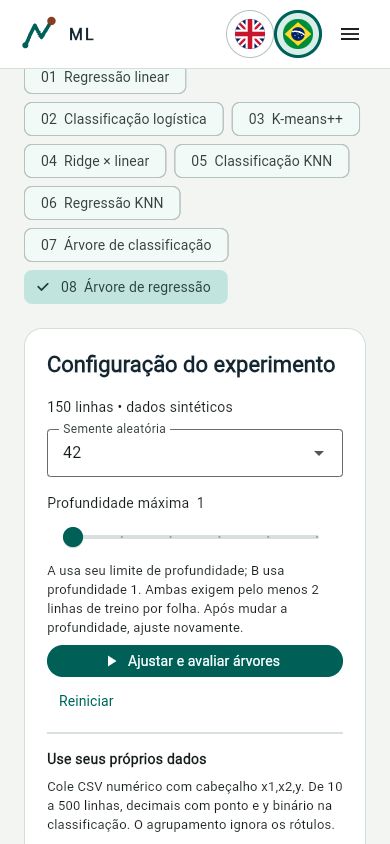 ML
01 Regressão linear
02 Classificação logística
03 K-means++
04 Ridge × linear
05 Classificação KNN
06 Regressão KNN
07 Árvore de classificação
08 Árvore de regressão
Configuração do experimento
150 linhas • dados sintéticos
Semente aleatória
42
Profundidade máxima 1
A usa seu limite de profundidade; B usa
profundidade 1. Ambas exigem pelo menos 2
linhas de treino por folha. Após mudar a
profundidade, ajuste novamente.
Ajustar e avaliar árvores
Reiniciar
Use seus próprios dados
Cole CSV numérico com cabeçalho x1,x2,y. De 10
a 500 linhas, decimais com ponto e y binário na
classificação. O agrupamento ignora os rótulos.